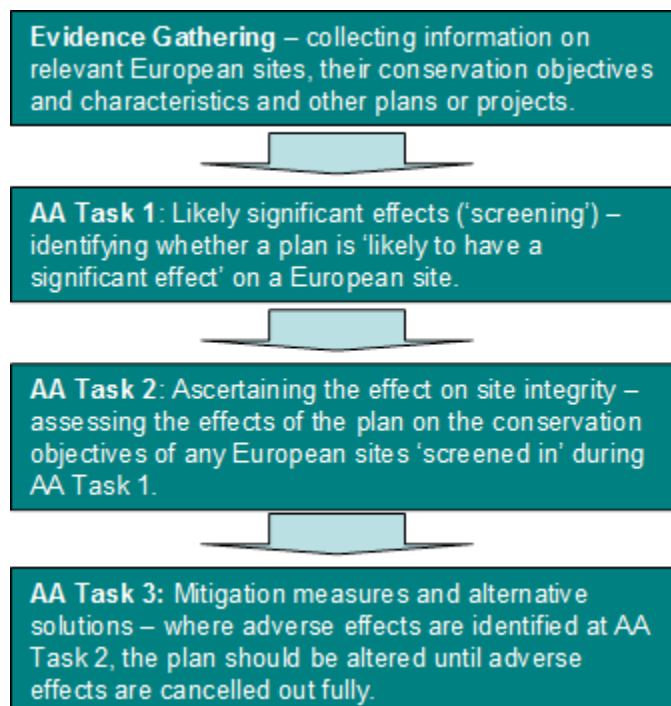 Evidence Gathering – collecting information on
relevant European sites, their conservation objectives
and characteristics and other plans or projects.
AA Task 1: Likely significant effects (‘screening’) –
identifying whether a plan is ‘likely to have a
significant effect’ on a European site.
AA Task 2: Ascertaining the effect on site integrity –
assessing the effects of the plan on the conservation
objectives of any European sites ‘screened in’ during
AA Task 1.
AA Task 3: Mitigation measures and alternative
solutions – where adverse effects are identified at AA
Task 2, the plan should be altered until adverse
effects are cancelled out fully.